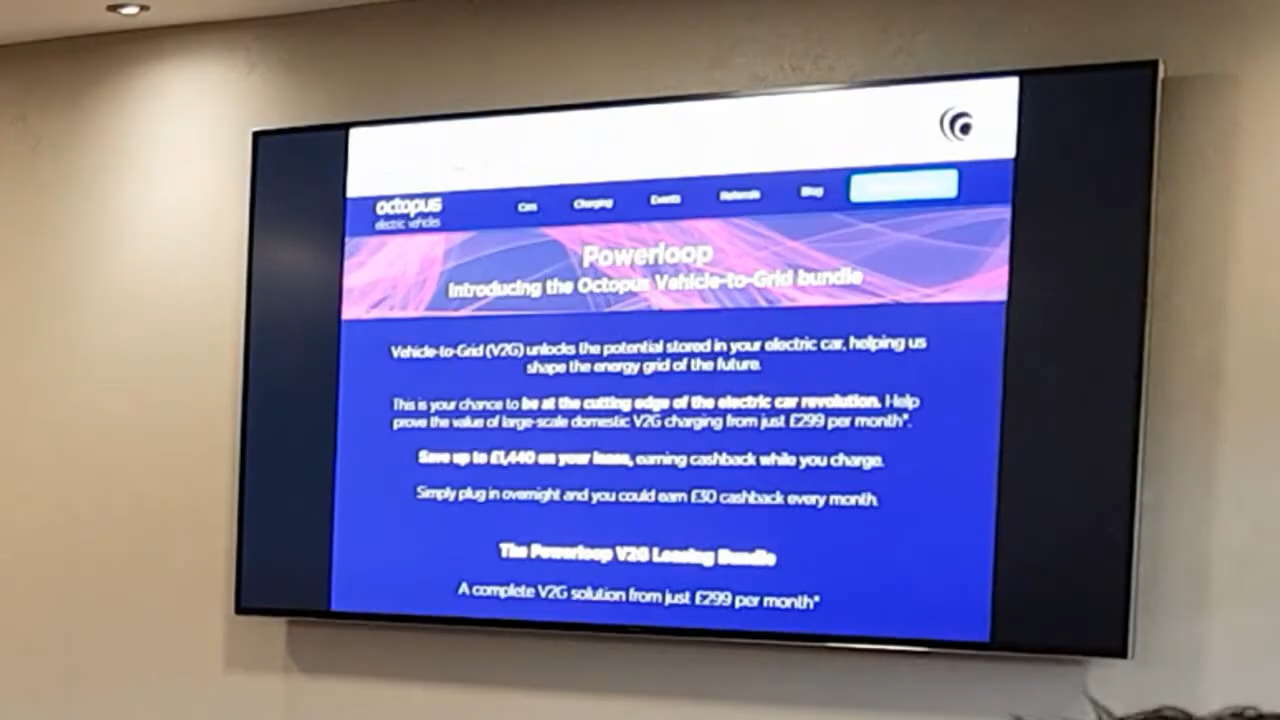 octopus
electric vehicles
Cars Charging Events Referrals Blog
Powerloop
Introducing the Octopus Vehicle-to-Grid bundle
Vehicle-to-Grid (V2G) unlocks the potential stored in your electric car, helping us
shape the energy grid of the future.
This is your chance to be at the cutting edge of the electric car revolution. Help
prove the value of large-scale domestic V2G charging from just £299 per month*.
Save up to £1,440 on your lease, earning cashback while you charge.
Simply plug in overnight and you could earn £30 cashback every month.
The Powerloop V2G Leasing Bundle
A complete V2G solution from just £299 per month*